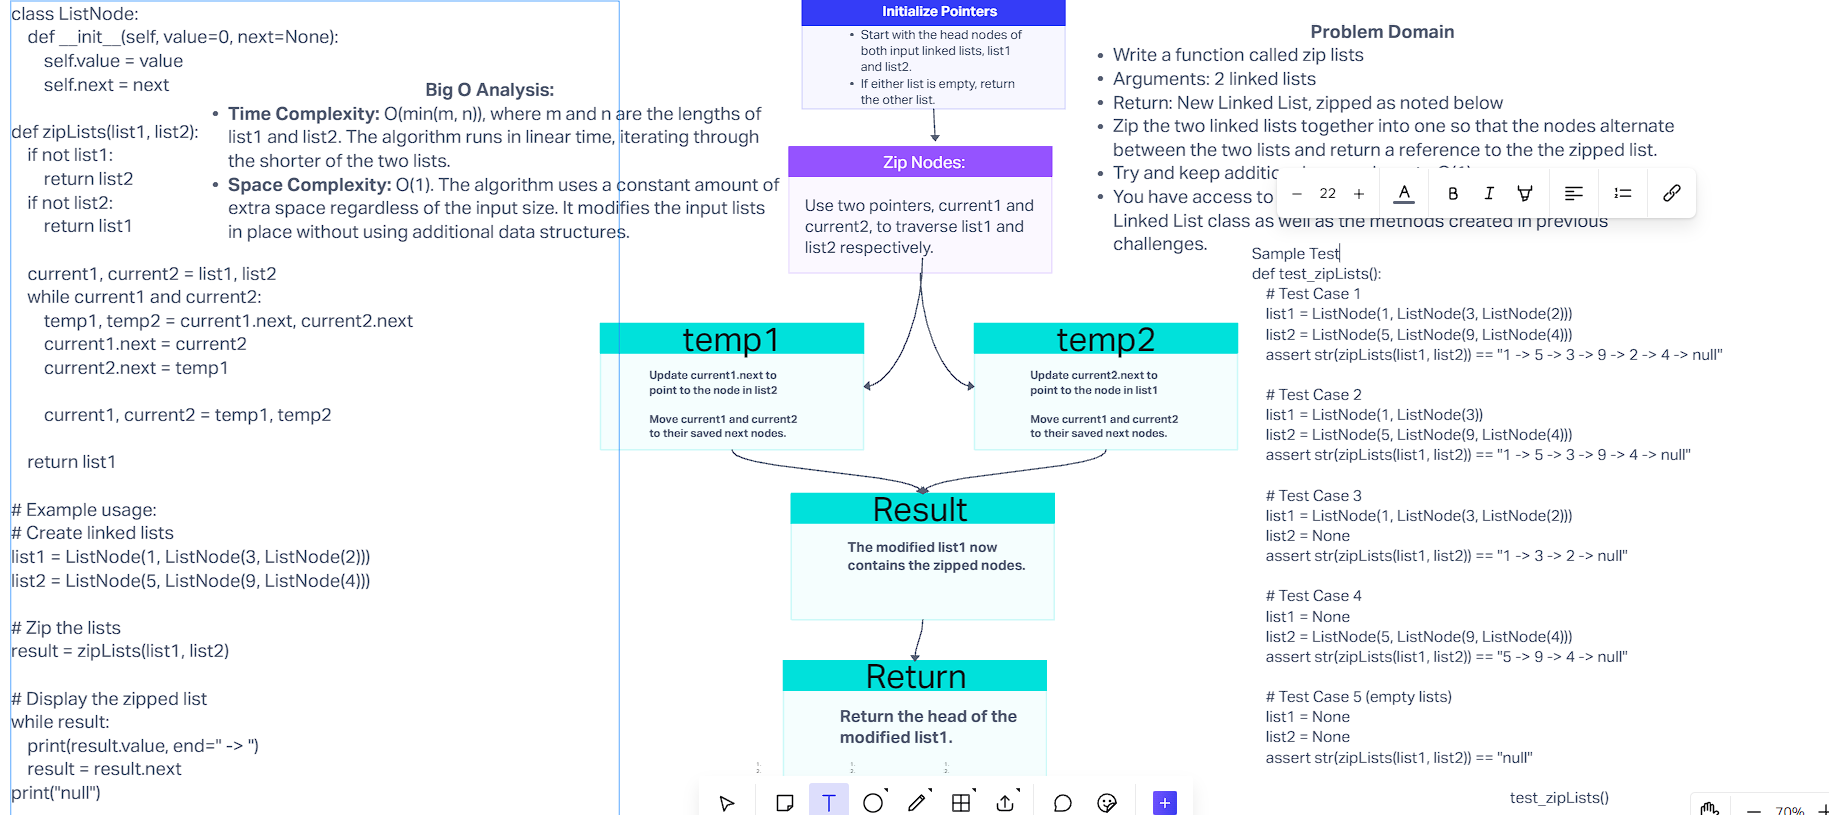 class ListNode:
def __init__(self, value=0, next=None):
self.value = value
self.next = next
def zipLists(list1, list2):
if not list1:
return list2
if not list2:
return list1
current1, current2 = list1, list2
while current1 and current2:
temp1, temp2 = current1.next, current2.next
current1.next = current2
current2.next = temp1
current1, current2 = temp1, temp2
return list1
# Example usage:
# Create linked lists
list1 = ListNode(1, ListNode(3, ListNode(2)))
list2 = ListNode(5, ListNode(9, ListNode(4)))
# Zip the lists
result = zipLists(list1, list2)
# Display the zipped list
while result:
print(result.value, end=" -> ")
result = result.next
print("null")
Big O Analysis:
• Time Complexity: O(min(m, n)), where m and n are the lengths of
list1 and list2. The algorithm runs in linear time, iterating through
the shorter of the two lists.
• Space Complexity: O(1). The algorithm uses a constant amount of
extra space regardless of the input size. It modifies the input lists
in place without using additional data structures.
Initialize Pointers
• Start with the head nodes of
both input linked lists, list1
and list2.
• If either list is empty, return
the other list.
Zip Nodes:
Use two pointers, current1 and
current2, to traverse list1 and
list2 respectively.
temp1
Update current1.next to
point to the node in list2
Move current1 and current2
to their saved next nodes.
temp2
Update current2.next to
point to the node in list1
Move current1 and current2
to their saved next nodes.
Result
The modified list1 now
contains the zipped nodes.
Return
Return the head of the
modified list1.
1.
2.
1.
2.
1.
2.
Problem Domain
• Write a function called zip lists
• Arguments: 2 linked lists
• Return: New Linked List, zipped as noted below
• Zip the two linked lists together into one so that the nodes alternate
between the two lists and return a reference to the the zipped list.
• Try and keep additio
• You have access to
Linked List class as well as the methods created in previous
challenges.
− 22 + A B I
Sample Test
def test_zipLists():
# Test Case 1
list1 = ListNode(1, ListNode(3, ListNode(2)))
list2 = ListNode(5, ListNode(9, ListNode(4)))
assert str(zipLists(list1, list2)) == "1 -> 5 -> 3 -> 9 -> 2 -> 4 -> null"
# Test Case 2
list1 = ListNode(1, ListNode(3))
list2 = ListNode(5, ListNode(9, ListNode(4)))
assert str(zipLists(list1, list2)) == "1 -> 5 -> 3 -> 9 -> 4 -> null"
# Test Case 3
list1 = ListNode(1, ListNode(3, ListNode(2)))
list2 = None
assert str(zipLists(list1, list2)) == "1 -> 3 -> 2 -> null"
# Test Case 4
list1 = None
list2 = ListNode(5, ListNode(9, ListNode(4)))
assert str(zipLists(list1, list2)) == "5 -> 9 -> 4 -> null"
# Test Case 5 (empty lists)
list1 = None
list2 = None
assert str(zipLists(list1, list2)) == "null"
test_zipLists()
T
− 70% +